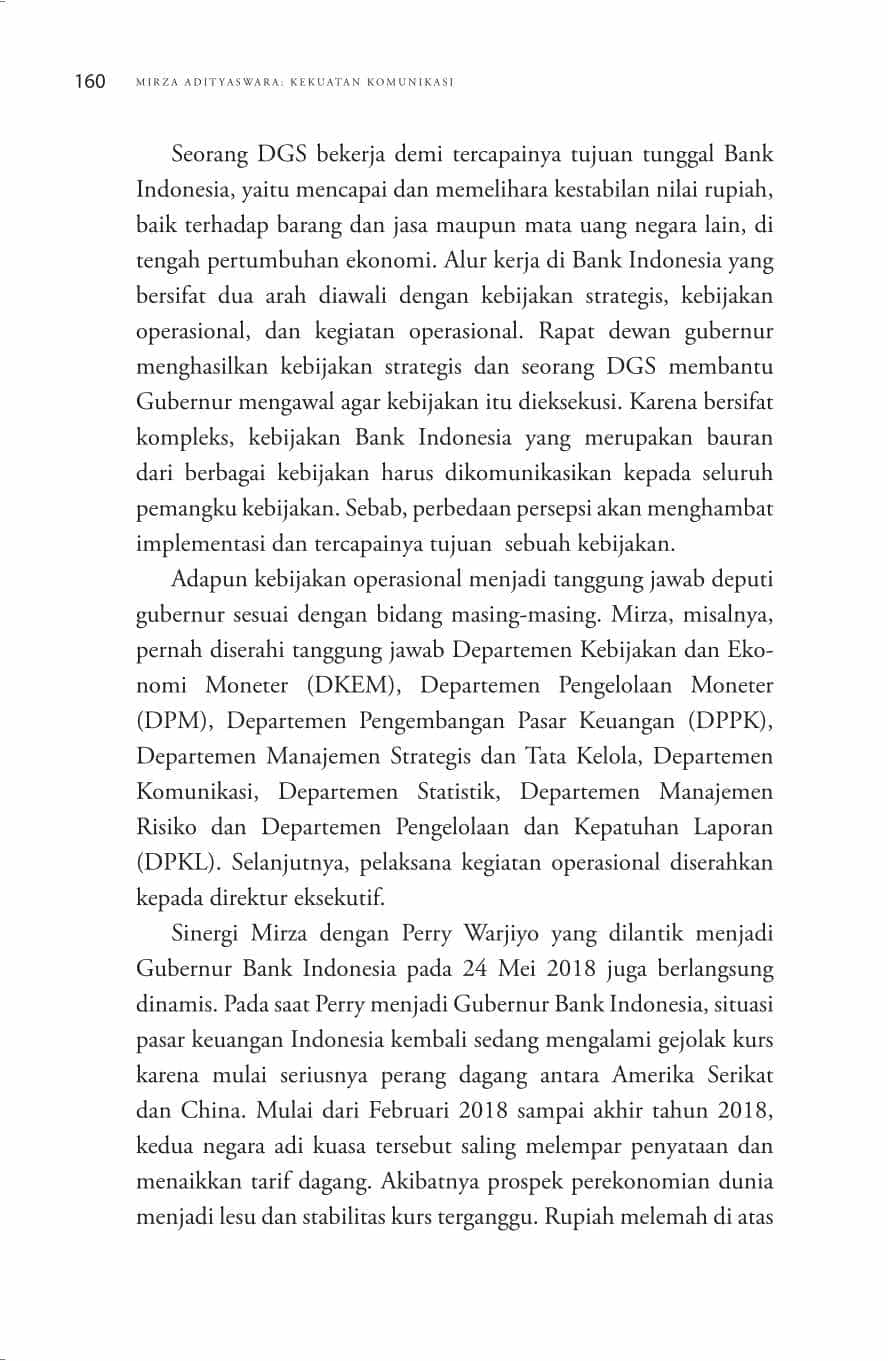 160 MIRZA ADITYASWARA: KEKUATAN KOMUNIKASI
Seorang DGS bekerja demi tercapainya tujuan tunggal Bank
Indonesia, yaitu mencapai dan memelihara kestabilan nilai rupiah,
baik terhadap barang dan jasa maupun mata uang negara lain, di
tengah pertumbuhan ekonomi. Alur kerja di Bank Indonesia yang
bersifat dua arah diawali dengan kebijakan strategis, kebijakan
operasional, dan kegiatan operasional. Rapat dewan gubernur
menghasilkan kebijakan strategis dan seorang DGS membantu
Gubernur mengawal agar kebijakan itu dieksekusi. Karena bersifat
kompleks, kebijakan Bank Indonesia yang merupakan bauran
dari berbagai kebijakan harus dikomunikasikan kepada seluruh
pemangku kebijakan. Sebab, perbedaan persepsi akan menghambat
implementasi dan tercapainya tujuan  sebuah kebijakan.
Adapun kebijakan operasional menjadi tanggung jawab deputi
gubernur sesuai dengan bidang masing-masing. Mirza, misalnya,
pernah diserahi tanggung jawab Departemen Kebijakan dan Eko-
nomi Moneter (DKEM), Departemen Pengelolaan Moneter
(DPM), Departemen Pengembangan Pasar Keuangan (DPPK),
Departemen Manajemen Strategis dan Tata Kelola, Departemen
Komunikasi, Departemen Statistik, Departemen Manajemen
Risiko dan Departemen Pengelolaan dan Kepatuhan Laporan
(DPKL). Selanjutnya, pelaksana kegiatan operasional diserahkan
kepada direktur eksekutif.
Sinergi Mirza dengan Perry Warjiyo yang dilantik menjadi
Gubernur Bank Indonesia pada 24 Mei 2018 juga berlangsung
dinamis. Pada saat Perry menjadi Gubernur Bank Indonesia, situasi
pasar keuangan Indonesia kembali sedang mengalami gejolak kurs
karena mulai seriusnya perang dagang antara Amerika Serikat
dan China. Mulai dari Februari 2018 sampai akhir tahun 2018,
kedua negara adi kuasa tersebut saling melempar penyataan dan
menaikkan tarif dagang. Akibatnya prospek perekonomian dunia
menjadi lesu dan stabilitas kurs terganggu. Rupiah melemah di atas